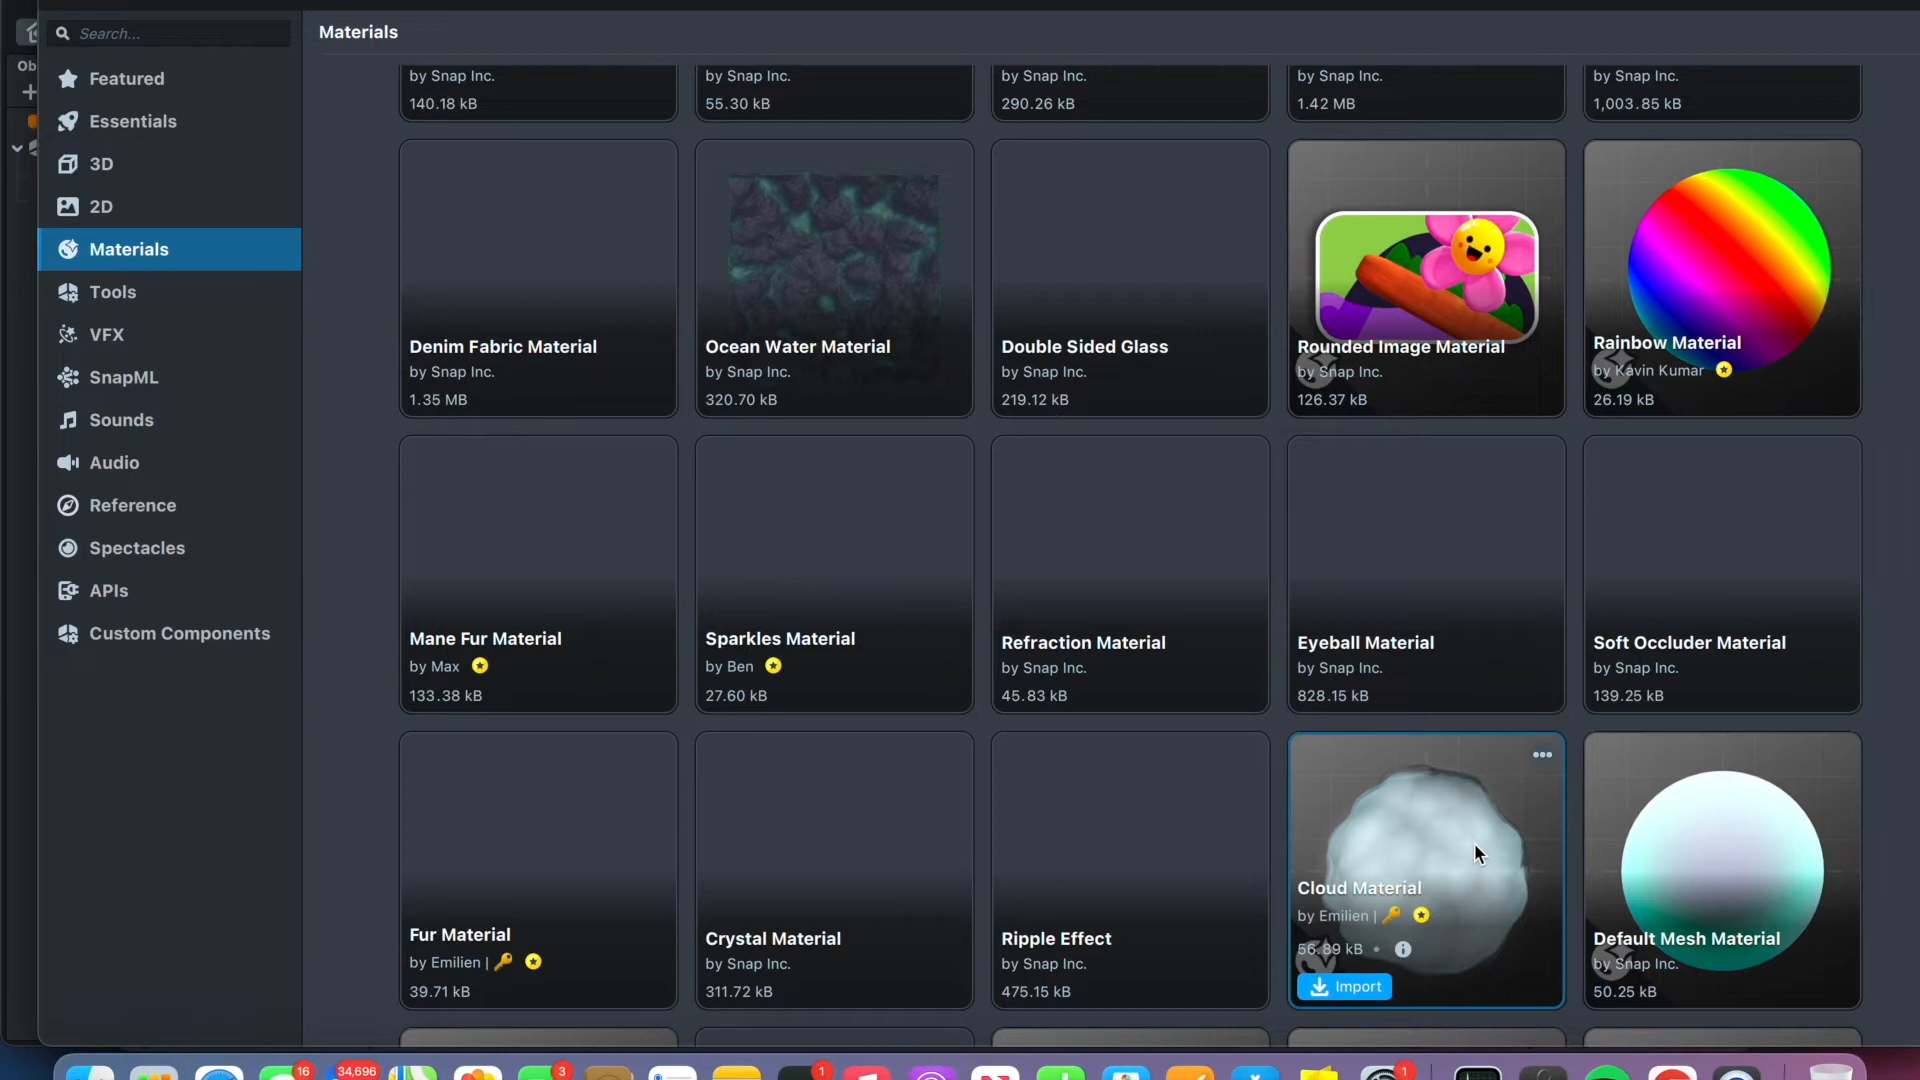 Search...
Materials
Ob
Featured
Essentials
3D
2D
Materials
Tools
VFX
SnapML
Sounds
Audio
Reference
Spectacles
APIs
Custom Components
by Snap Inc.
140.18 kB
by Snap Inc.
55.30 kB
by Snap Inc.
290.26 kB
by Snap Inc.
1.42 MB
by Snap Inc.
1,003.85 kB
Denim Fabric Material
by Snap Inc.
1.35 MB
Ocean Water Material
by Snap Inc.
320.70 kB
Double Sided Glass
by Snap Inc.
219.12 kB
Rounded Image Material
by Snap Inc.
126.37 kB
Rainbow Material
by Kavin Kumar
26.19 kB
Mane Fur Material
by Max
133.38 kB
Sparkles Material
by Ben
27.60 kB
Refraction Material
by Snap Inc.
45.83 kB
Eyeball Material
by Snap Inc.
828.15 kB
Soft Occluder Material
by Snap Inc.
139.25 kB
Fur Material
by Emilien |
39.71 kB
Crystal Material
by Snap Inc.
311.72 kB
Ripple Effect
by Snap Inc.
475.15 kB
Cloud Material
by Emilien |
56.89 kB
Import
Default Mesh Material
by Snap Inc.
50.25 kB
16
34,696
3
1
1